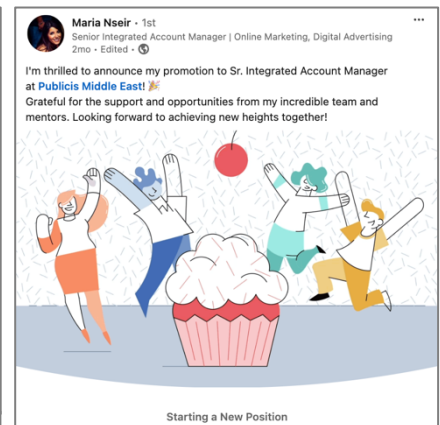 Maria Nseir · 1st
Senior Integrated Account Manager | Online Marketing, Digital Advertising
2mo · Edited ·
I'm thrilled to announce my promotion to Sr. Integrated Account Manager
at Publicis Middle East! 🎉
Grateful for the support and opportunities from my incredible team and
mentors. Looking forward to achieving new heights together!
Starting a New Position